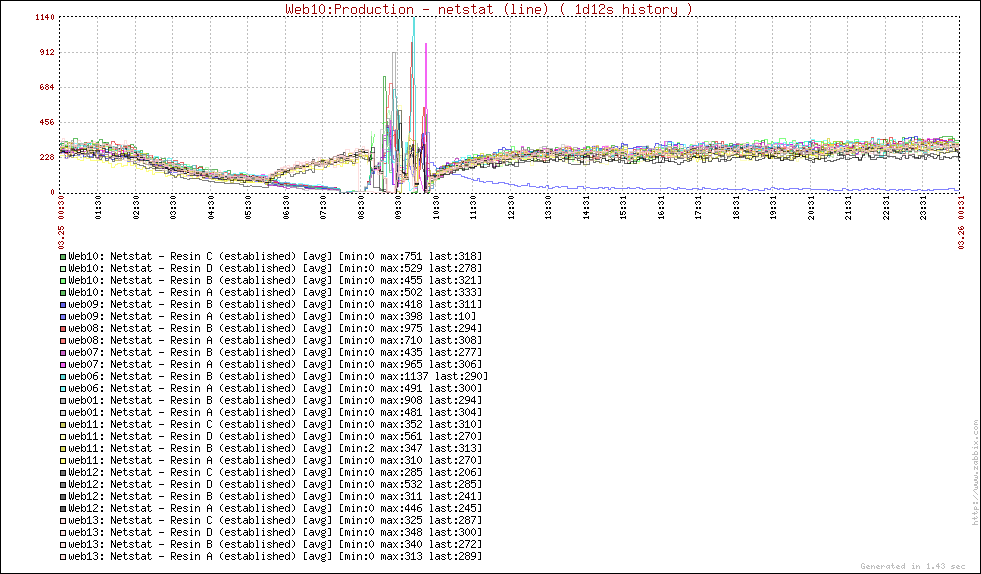 Web10:Production - netstat (line) ( 1d12s history )
1140
912
684
456
228
0
03.25 00:30
01:30
02:30
03:30
04:30
05:30
06:30
07:30
08:30
09:30
10:30
11:30
12:30
13:30
14:31
15:31
16:31
17:31
18:31
19:31
20:31
21:31
22:31
23:31
03.26 00:31
Web10: Netstat - Resin C (established) [avg] [min:0 max:751 last:318]
Web10: Netstat - Resin D (established) [avg] [min:0 max:529 last:278]
Web10: Netstat - Resin B (established) [avg] [min:0 max:455 last:321]
Web10: Netstat - Resin A (established) [avg] [min:0 max:502 last:333]
web09: Netstat - Resin B (established) [avg] [min:0 max:418 last:311]
web09: Netstat - Resin A (established) [avg] [min:0 max:398 last:10]
web08: Netstat - Resin B (established) [avg] [min:0 max:975 last:294]
web08: Netstat - Resin A (established) [avg] [min:0 max:710 last:308]
web07: Netstat - Resin B (established) [avg] [min:0 max:435 last:277]
web07: Netstat - Resin A (established) [avg] [min:0 max:965 last:306]
web06: Netstat - Resin B (established) [avg] [min:0 max:1137 last:290]
web06: Netstat - Resin A (established) [avg] [min:0 max:491 last:300]
web01: Netstat - Resin B (established) [avg] [min:0 max:908 last:294]
web01: Netstat - Resin A (established) [avg] [min:0 max:481 last:304]
web11: Netstat - Resin C (established) [avg] [min:0 max:352 last:310]
web11: Netstat - Resin D (established) [avg] [min:0 max:561 last:270]
web11: Netstat - Resin B (established) [avg] [min:2 max:347 last:313]
web11: Netstat - Resin A (established) [avg] [min:0 max:310 last:270]
Web12: Netstat - Resin C (established) [avg] [min:0 max:285 last:206]
Web12: Netstat - Resin D (established) [avg] [min:0 max:532 last:285]
Web12: Netstat - Resin B (established) [avg] [min:0 max:311 last:241]
Web12: Netstat - Resin A (established) [avg] [min:0 max:446 last:245]
web13: Netstat - Resin C (established) [avg] [min:0 max:325 last:287]
web13: Netstat - Resin D (established) [avg] [min:0 max:348 last:300]
web13: Netstat - Resin B (established) [avg] [min:0 max:340 last:272]
web13: Netstat - Resin A (established) [avg] [min:0 max:313 last:289]
http://www.zabbix.com
Generated in 1.43 sec